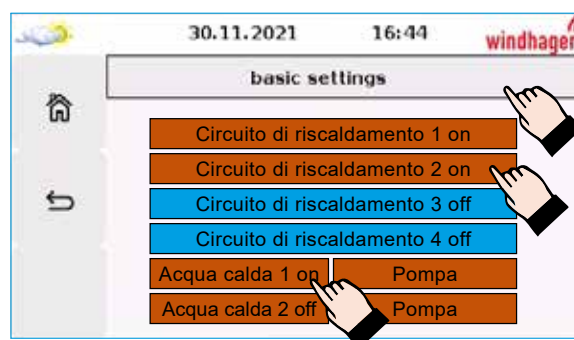 30.11.2021 16:44 windhager
basic settings
Circuito di riscaldamento 1 on
Circuito di riscaldamento 2 on
Circuito di riscaldamento 3 off
Circuito di riscaldamento 4 off
Acqua calda 1 on Pompa
Acqua calda 2 off Pompa